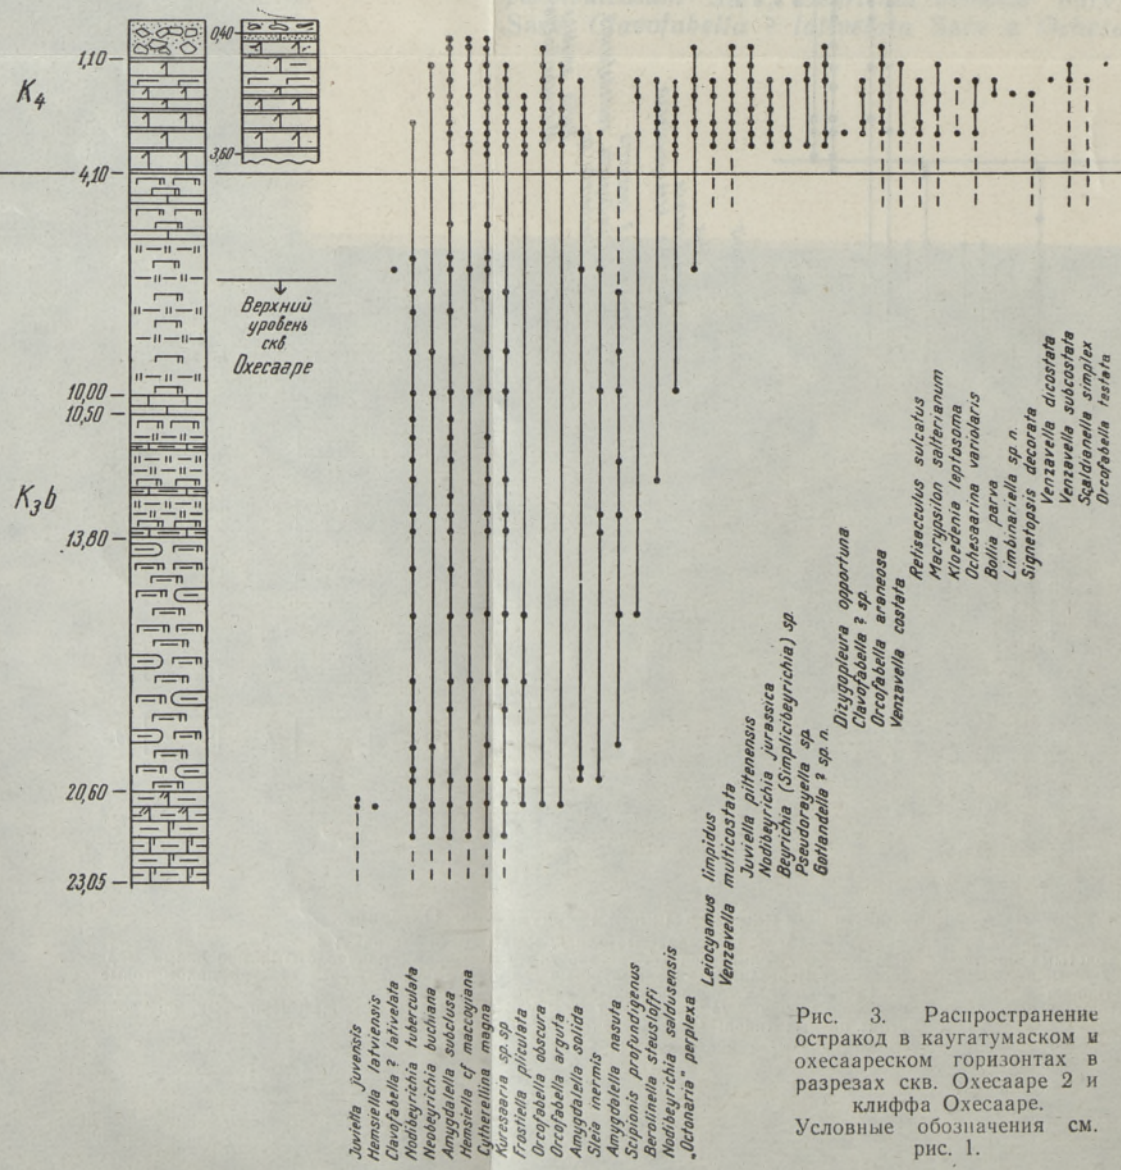 0,40
1,10
K4
3,60
4,10
Верхний
уровень
скв
Охесааре
10,00
10,50
K3b
13,80
20,60
23,05
Juviella juvensis
Hemsiella latviensis
Clavofabella ? lativelata
Nodibeyrichia tuberculata
Neobeyrichia buchiana
Amygdalella subclusa
Hemsiella cf maccoyiana
Cytherellina magna
Kuresaaria sp. sp
Frostiella pliculata
Orcofabella obscura
Orcofabella arguta
Amygdalella solida
Sleia inermis
Amygdalella nasuta
Scipionis profundigenus
Berolinella steusloffi
Nodibeyrichia saldusensis
„Octonaria" perplexa
Leiocyamus limpidus
Venzavella multicostata
Juviella piltenensis
Nodibeyrichia jurassica
Beyrichia (Simplicibeyrichia) sp.
Pseudorayella sp
Gotlandella ? sp. n.
Dizygopleura opportuna
Clavofabella ? sp.
Orcofabella araneosa
Venzavella costata
Retisacculus sulcatus
Macrypsilon salterianum
Kloedenia leptosoma
Ochesaarina variolaris
Bollia parva
Limbinariella sp n.
Signetopsis decorata
Venzavella dicostata
Venzavella subcostata
Scaldianella simplex
Orcofabella testata
Рис. 3. Распространение
остракод в каугатумаском и
охесаареском горизонтах в
разрезах скв. Охесааре 2 и
клиффа Охесааре.
Условные обозначения см.
рис. 1.